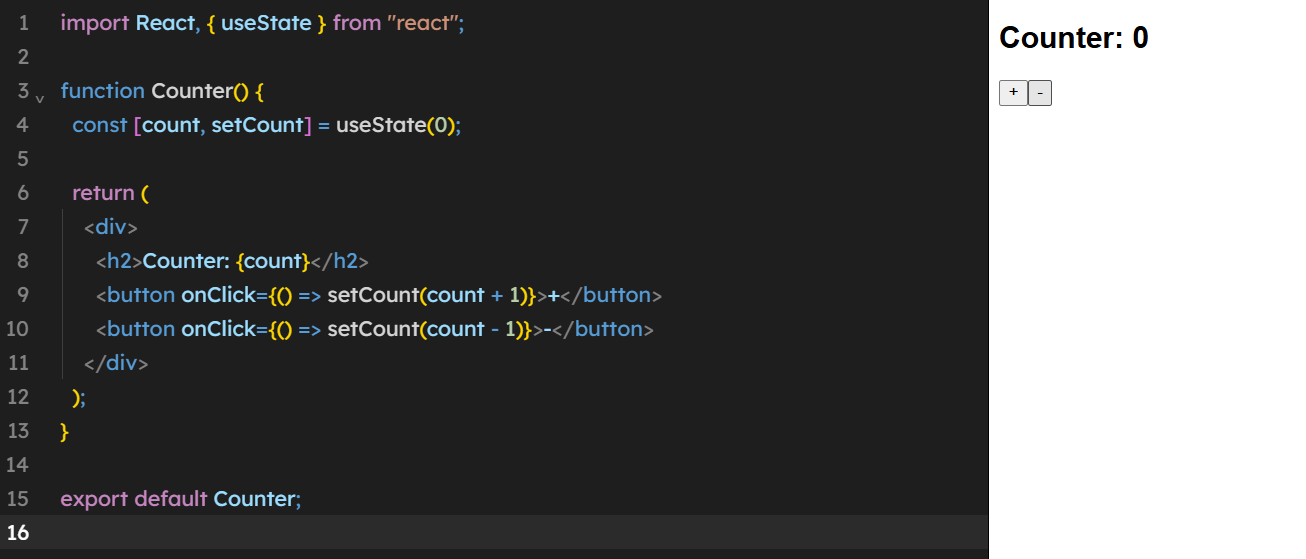 1 import React, { useState } from "react";
2
3 function Counter() {
4 const [count, setCount] = useState(0);
5
6 return (
7 <div>
8 <h2>Counter: {count}</h2>
9 <button onClick={() => setCount(count + 1)}>+</button>
10 <button onClick={() => setCount(count - 1)}>-</button>
11 </div>
12 );
13 }
14
15 export default Counter;
16
Counter: 0
+ -